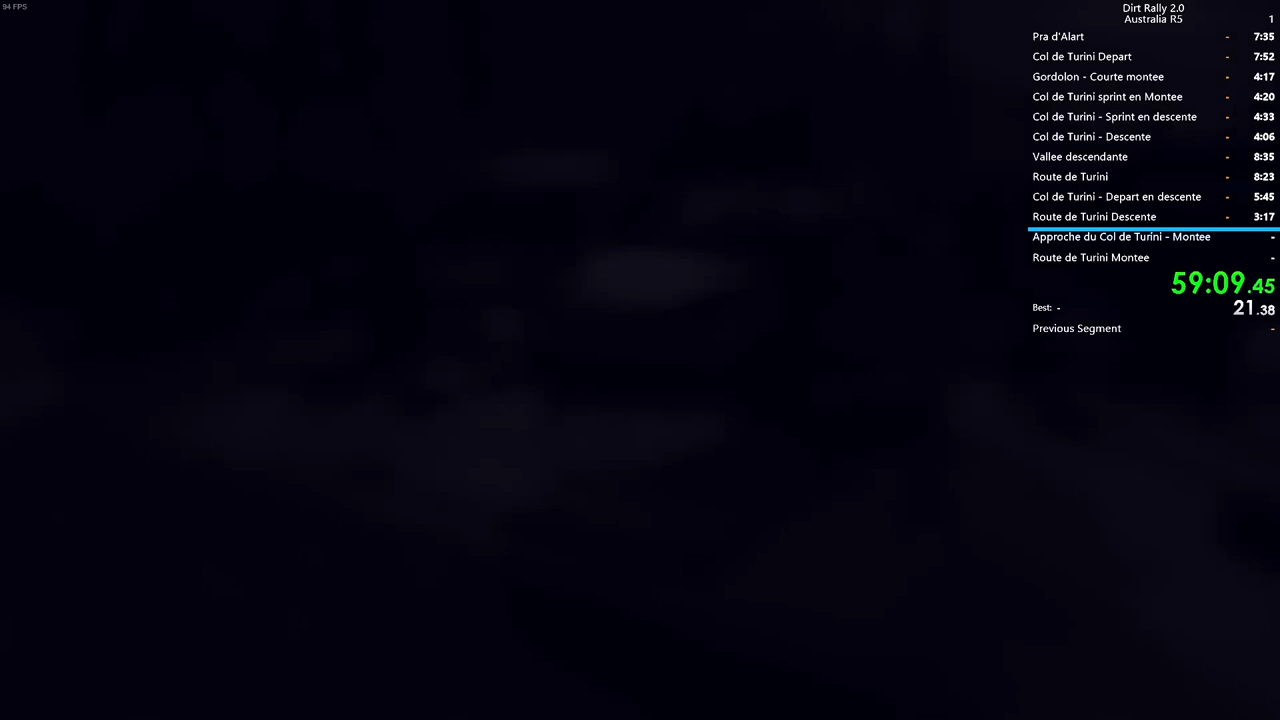 94 FPS
Dirt Rally 2.0
Australia R5 1
Pra d'Alart - 7:35
Col de Turini Depart - 7:52
Gordolon - Courte montee - 4:17
Col de Turini sprint en Montee - 4:20
Col de Turini - Sprint en descente - 4:33
Col de Turini - Descente - 4:06
Vallee descendante - 8:35
Route de Turini - 8:23
Col de Turini - Depart en descente - 5:45
Route de Turini Descente - 3:17
Approche du Col de Turini - Montee -
Route de Turini Montee -
59:09.45
Best: - 21.38
Previous Segment -